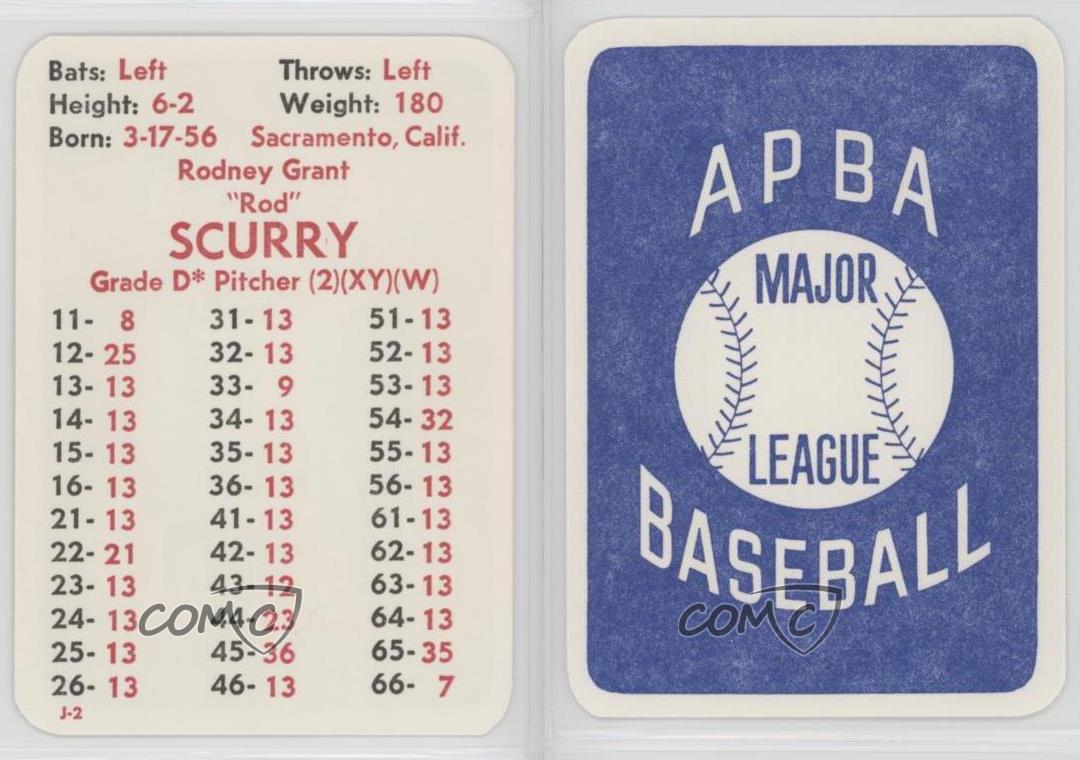 Bats: Left Throws: Left
Height: 6-2 Weight: 180
Born: 3-17-56 Sacramento, Calif.
Rodney Grant
"Rod"
SCURRY
Grade D* Pitcher (2)(XY)(W)
11- 8 31- 13 51- 13
12- 25 32- 13 52- 13
13- 13 33- 9 53- 13
14- 13 34- 13 54- 32
15- 13 35- 13 55- 13
16- 13 36- 13 56- 13
21- 13 41- 13 61- 13
22- 21 42- 13 62- 13
23- 13 43- 12 63- 13
24- 13 44- 23 64- 13
25- 13 45- 36 65- 35
26- 13 46- 13 66- 7
J-2
COMC
APBA
MAJOR
LEAGUE
BASEBALL
COMC